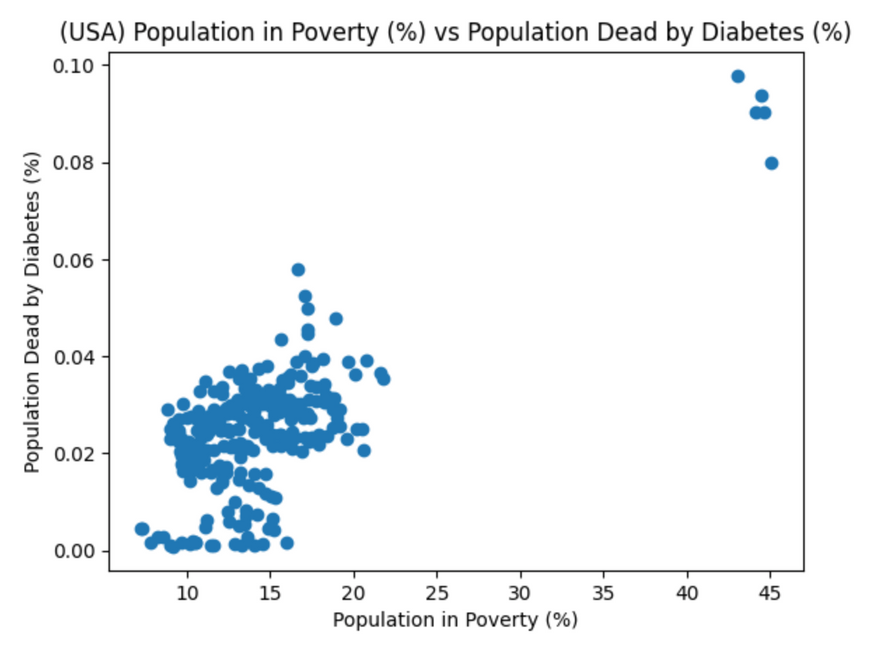 (USA) Population in Poverty (%) vs Population Dead by Diabetes (%)
0.10
0.08
0.06
0.04
0.02
0.00
Population Dead by Diabetes (%)
10 15 20 25 30 35 40 45
Population in Poverty (%)